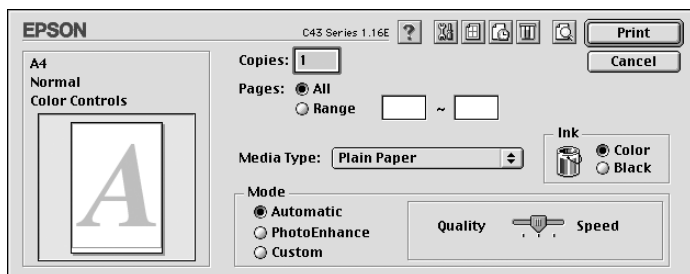 EPSON
C43 Series 1.16E
?
Print
Cancel
A4
Normal
Color Controls
A
Copies: 1
Pages: All
Range ~
Media Type: Plain Paper
Ink
Color
Black
Mode
Automatic
PhotoEnhance
Custom
Quality Speed